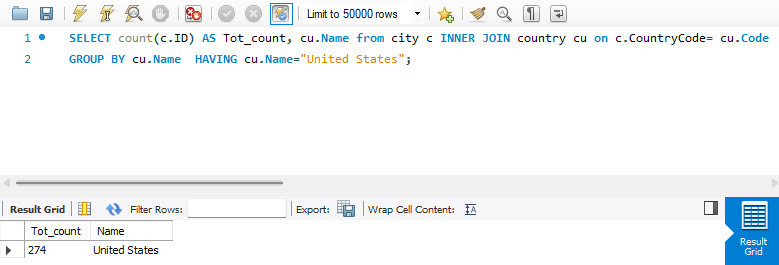 Limit to 50000 rows
1 SELECT count(c.ID) AS Tot_count, cu.Name from city c INNER JOIN country cu on c.CountryCode= cu.Code
2 GROUP BY cu.Name  HAVING cu.Name="United States";
Result Grid Filter Rows: Export: Wrap Cell Content: IA
Tot_count Name
274 United States
Result
Grid